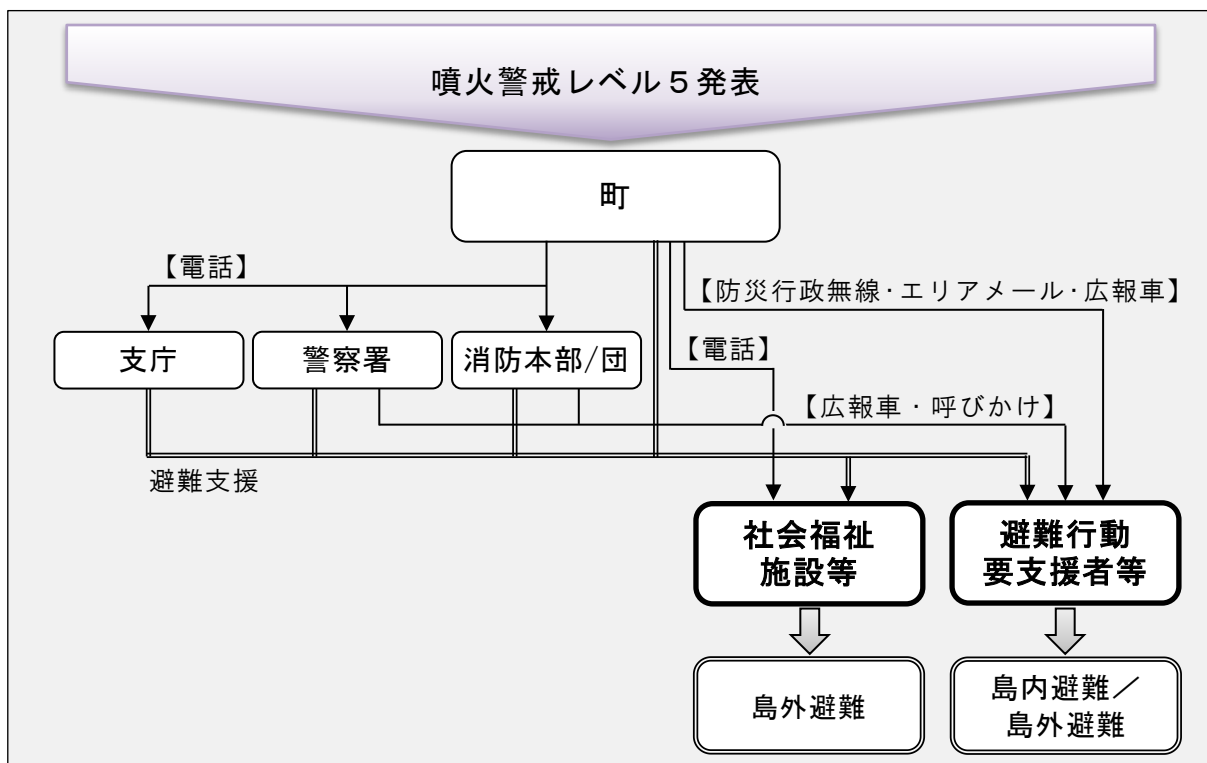 噴火警戒レベル５発表
町
【電話】
【防災行政無線･エリアメール･広報車】
支庁
警察署
消防本部/団
【電話】
【広報車・呼びかけ】
避難支援
社会福祉
施設等
避難行動
要支援者等
島外避難
島内避難／
島外避難